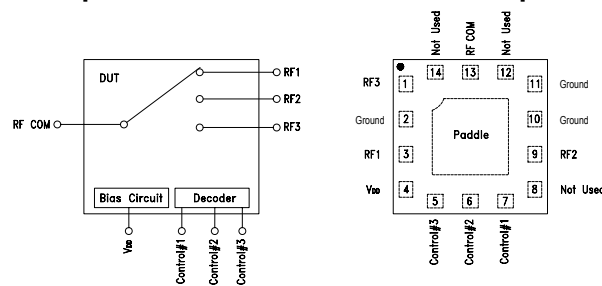 DUT
RF COM
RF1
RF2
RF3
Bias Circuit
Decoder
VDD
Control#1
Control#2
Control#3
Not Used
RF COM
Not Used
14
13
12
RF3
1
11
Ground
Ground
2
10
Ground
Paddle
RF1
3
9
RF2
VDD
4
8
Not Used
5
6
7
Control#3
Control#2
Control#1